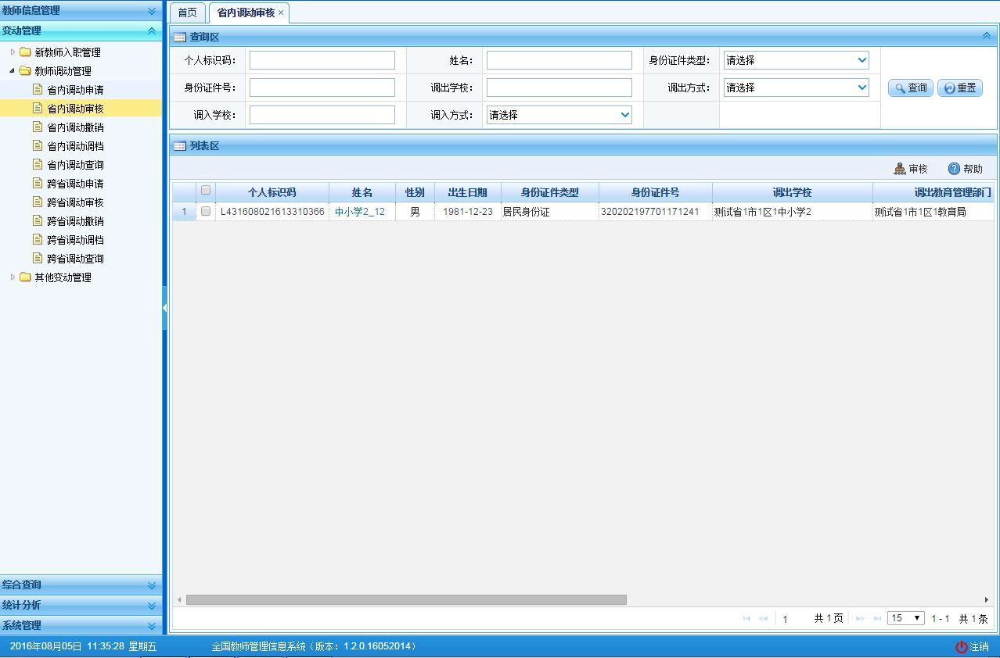 教师信息管理
变动管理
新教师入职管理
教师调动管理
省内调动申请
省内调动审核
省内调动撤销
省内调动调档
省内调动查询
跨省调动申请
跨省调动审核
跨省调动撤销
跨省调动调档
跨省调动查询
其他变动管理
综合查询
统计分析
系统管理
首页 省内调动审核 ×
查询区
个人标识码： 姓名： 身份证件类型： 请选择
身份证件号： 调出学校： 调出方式： 请选择 查询 重置
调入学校： 调入方式： 请选择
列表区
审核 帮助
个人标识码 姓名 性别 出生日期 身份证件类型 身份证件号 调出学校 调出教育管理部门
1 L431608021613310366 中小学2_12 男 1981-12-23 居民身份证 320202197701171241 测试省1市1区1中小学2 测试省1市1区1教育局
1 共 1 页 15 1 - 1 共 1 条
2016年08月05日 11:35:28 星期五 全国教师管理信息系统（版本：1.2.0.16052014） 注销